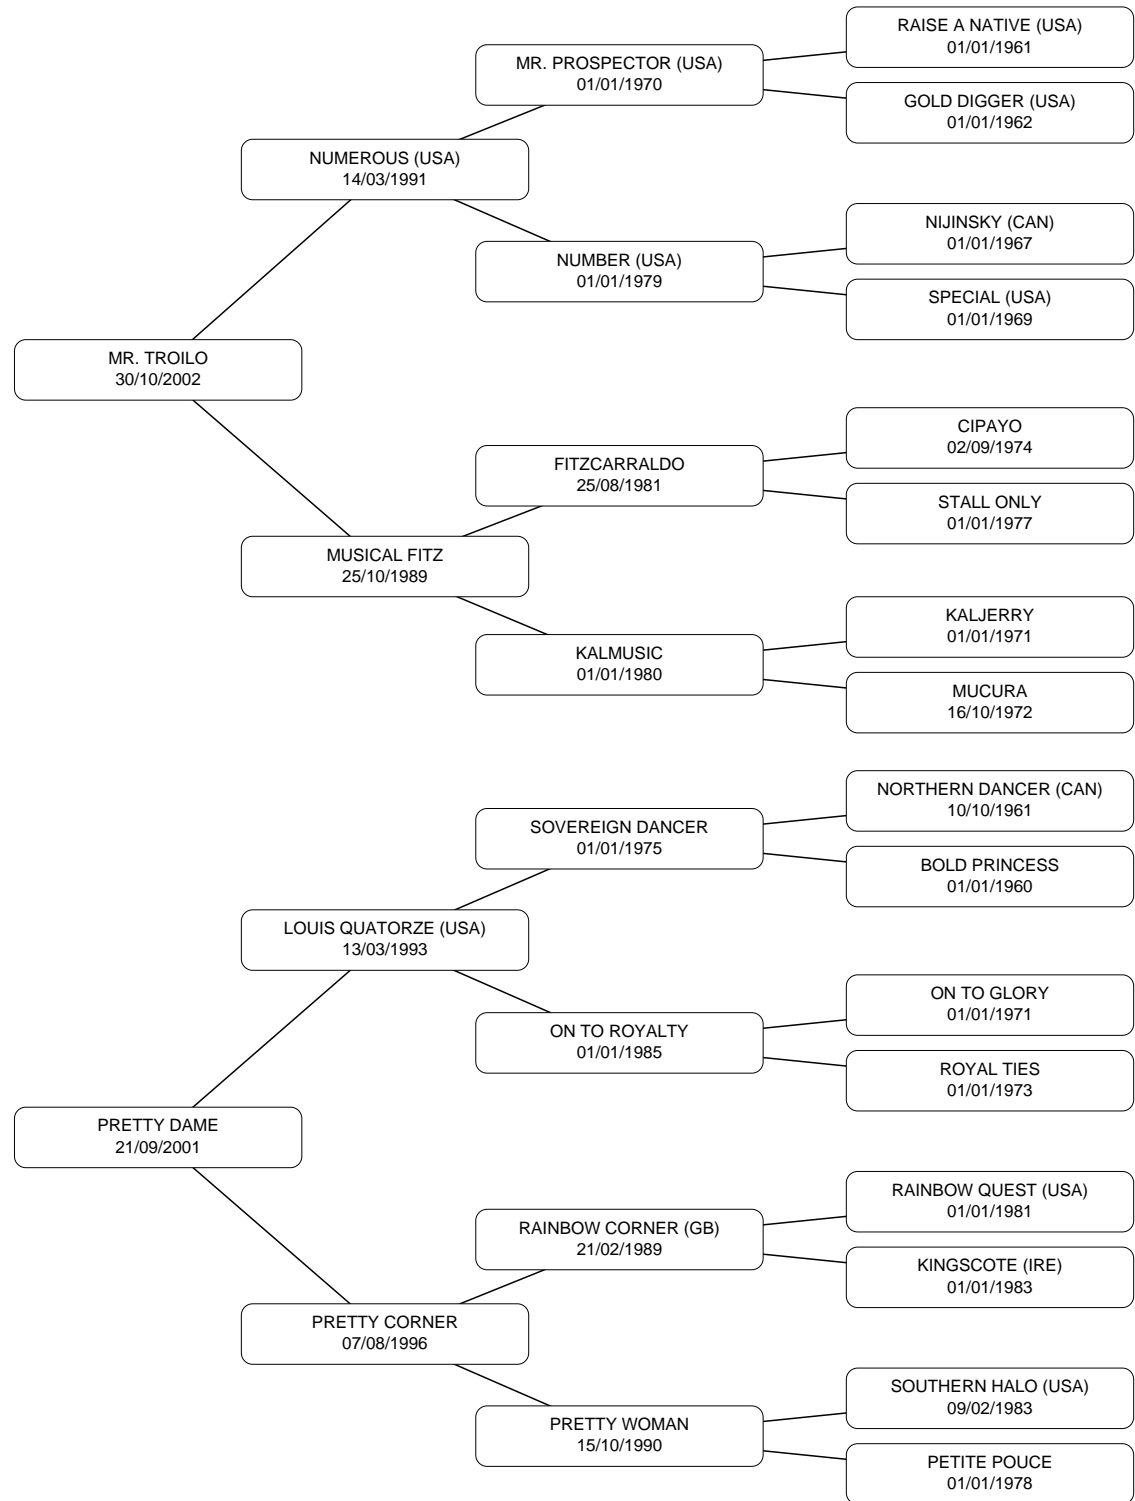 RAISE A NATIVE (USA)
01/01/1961
MR. PROSPECTOR (USA)
01/01/1970
GOLD DIGGER (USA)
01/01/1962
NUMEROUS (USA)
14/03/1991
NIJINSKY (CAN)
01/01/1967
NUMBER (USA)
01/01/1979
SPECIAL (USA)
01/01/1969
MR. TROILO
30/10/2002
CIPAYO
02/09/1974
FITZCARRALDO
25/08/1981
STALL ONLY
01/01/1977
MUSICAL FITZ
25/10/1989
KALJERRY
01/01/1971
KALMUSIC
01/01/1980
MUCURA
16/10/1972
NORTHERN DANCER (CAN)
10/10/1961
SOVEREIGN DANCER
01/01/1975
BOLD PRINCESS
01/01/1960
LOUIS QUATORZE (USA)
13/03/1993
ON TO GLORY
01/01/1971
ON TO ROYALTY
01/01/1985
ROYAL TIES
01/01/1973
PRETTY DAME
21/09/2001
RAINBOW QUEST (USA)
01/01/1981
RAINBOW CORNER (GB)
21/02/1989
KINGSCOTE (IRE)
01/01/1983
PRETTY CORNER
07/08/1996
SOUTHERN HALO (USA)
09/02/1983
PRETTY WOMAN
15/10/1990
PETITE POUCE
01/01/1978